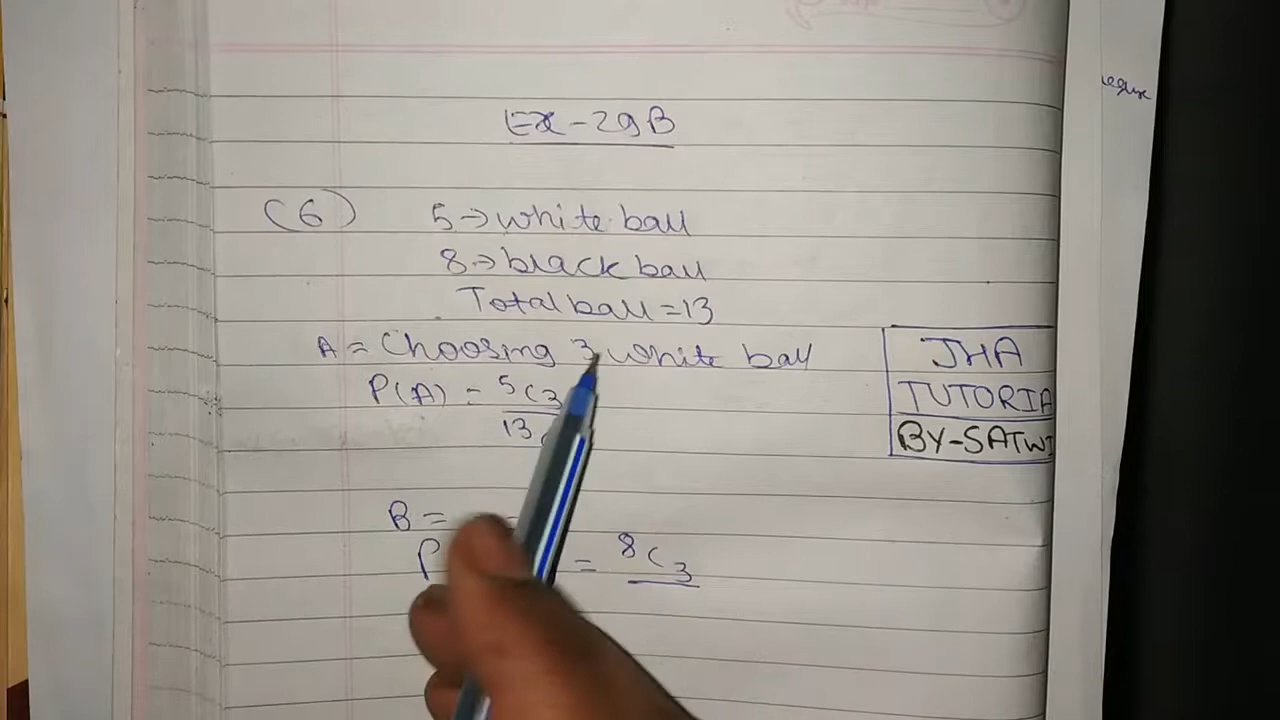 Ex-29B
(6) 5→white ball
8→black ball
Total ball=13
A = Choosing 3 white ball
P(A) = 5C3
13
B =
P = 8C3
JHA
TUTORIA
BY-SATWI